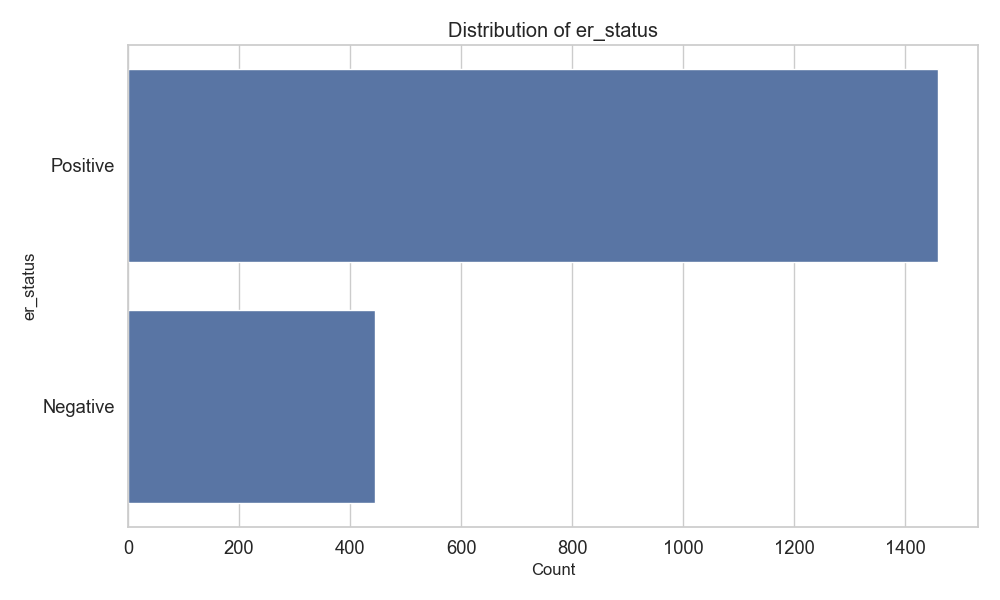 Distribution of er_status
Positive
Negative
er_status
0 200 400 600 800 1000 1200 1400
Count